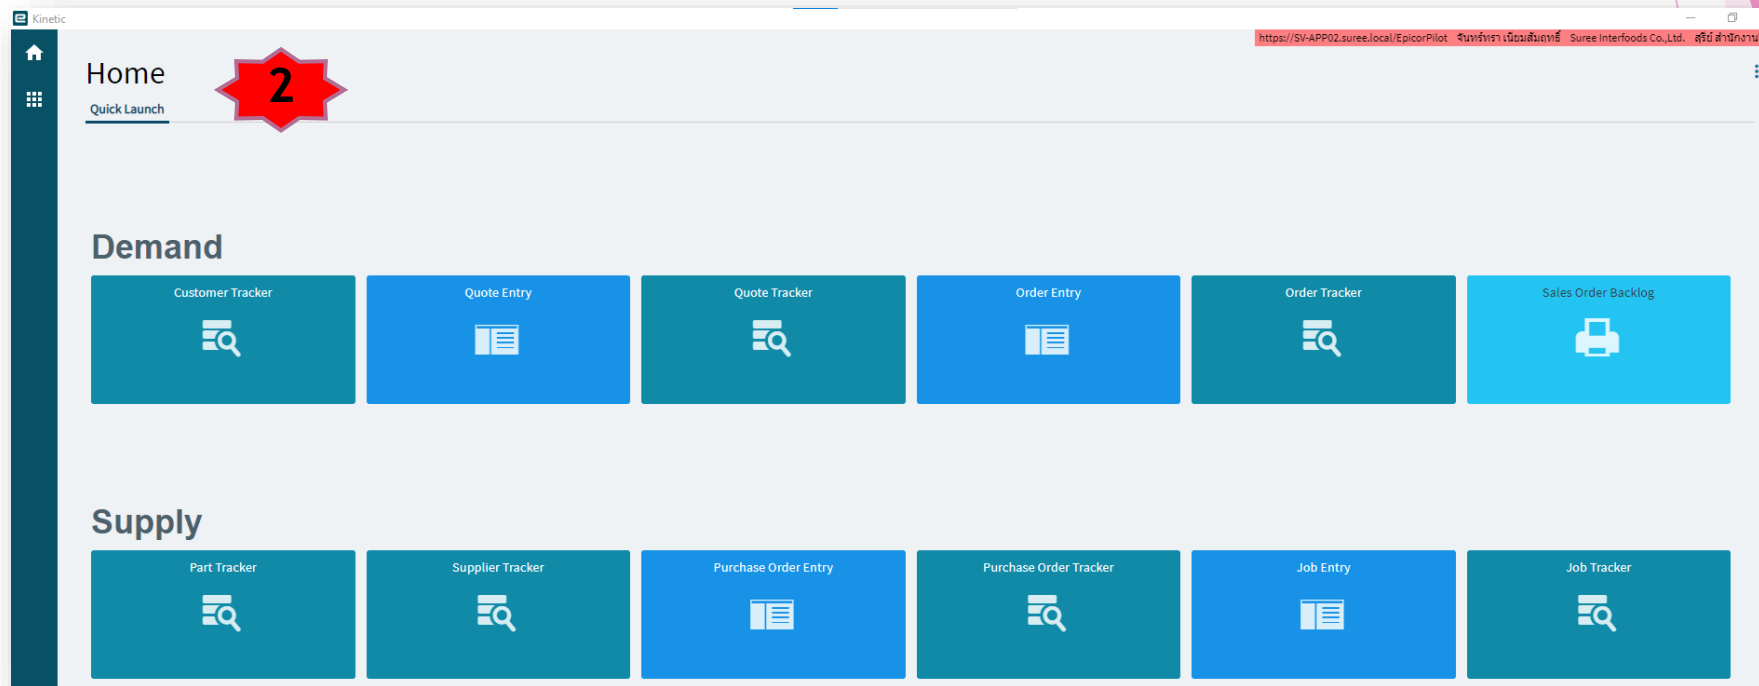 Kinetic
https://SV-APP02.suree.local/EpicorPilot จันทร์ทรา เนียมสัมฤทธิ์ Suree Interfoods Co.,Ltd. สุรีย์ สำนักงาน
Home
2
Quick Launch
Demand
Customer Tracker
Quote Entry
Quote Tracker
Order Entry
Order Tracker
Sales Order Backlog
Supply
Part Tracker
Supplier Tracker
Purchase Order Entry
Purchase Order Tracker
Job Entry
Job Tracker